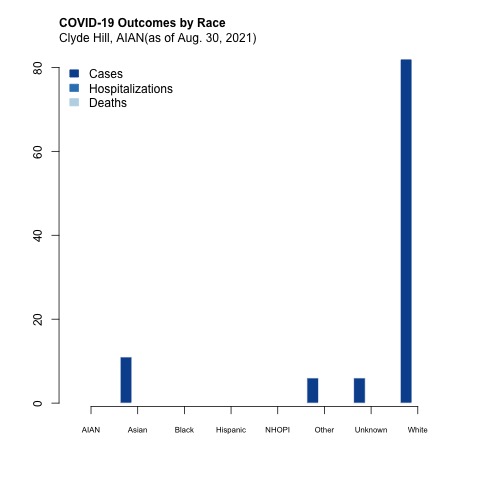 COVID-19 Outcomes by Race
Clyde Hill, AIAN(as of Aug. 30, 2021)
Cases
Hospitalizations
Deaths
80
60
40
20
0
AIAN Asian Black Hispanic NHOPI Other Unknown White